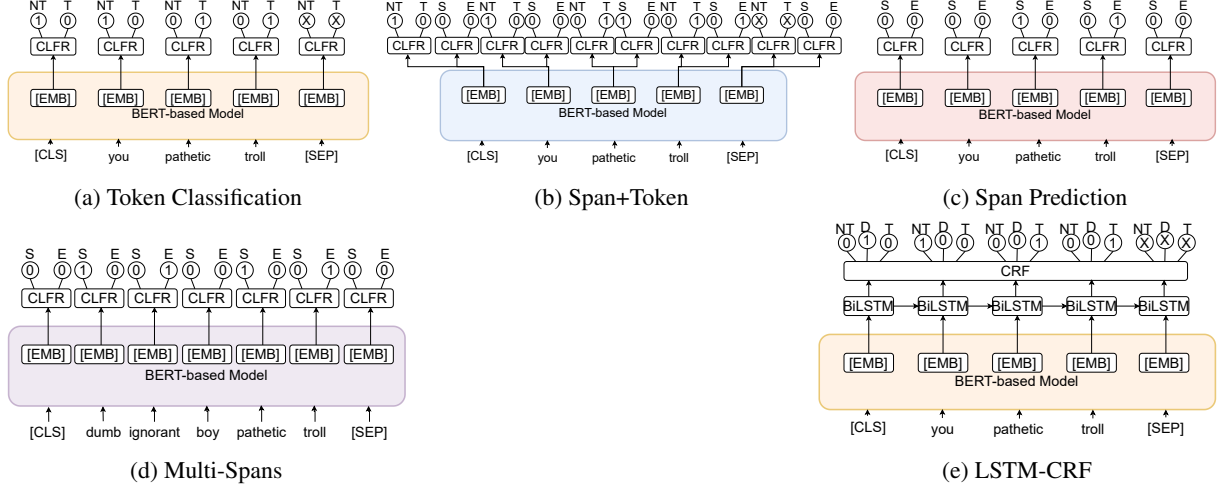 NT T NT T NT T NT T NT T
1 0 1 0 0 1 0 1 X X
CLFR CLFR CLFR CLFR CLFR
[EMB] [EMB] [EMB] [EMB] [EMB]
BERT-based Model
[CLS] you pathetic troll [SEP]
(a) Token Classification
NT T S E NT T S E NT T S E NT T S E NT T S E
1 0 0 0 1 0 0 0 0 1 1 0 0 1 0 1 X X 0 0
CLFR CLFR CLFR CLFR CLFR CLFR CLFR CLFR CLFR CLFR
[EMB] [EMB] [EMB] [EMB] [EMB]
BERT-based Model
[CLS] you pathetic troll [SEP]
(b) Span+Token
S E S E S E S E S E
0 0 0 0 1 0 0 1 0 0
CLFR CLFR CLFR CLFR CLFR
[EMB] [EMB] [EMB] [EMB] [EMB]
BERT-based Model
[CLS] you pathetic troll [SEP]
(c) Span Prediction
S E S E S E S E S E S E S E
0 0 1 0 0 1 0 0 1 0 0 1 0 0
CLFR CLFR CLFR CLFR CLFR CLFR CLFR
[EMB] [EMB] [EMB] [EMB] [EMB] [EMB] [EMB]
BERT-based Model
[CLS] dumb ignorant boy pathetic troll [SEP]
(d) Multi-Spans
NT D T NT D T NT D T NT D T NT D T
0 1 0 1 0 0 0 0 1 0 0 1 X X X
CRF
BiLSTM BiLSTM BiLSTM BiLSTM BiLSTM
[EMB] [EMB] [EMB] [EMB] [EMB]
BERT-based Model
[CLS] you pathetic troll [SEP]
(e) LSTM-CRF